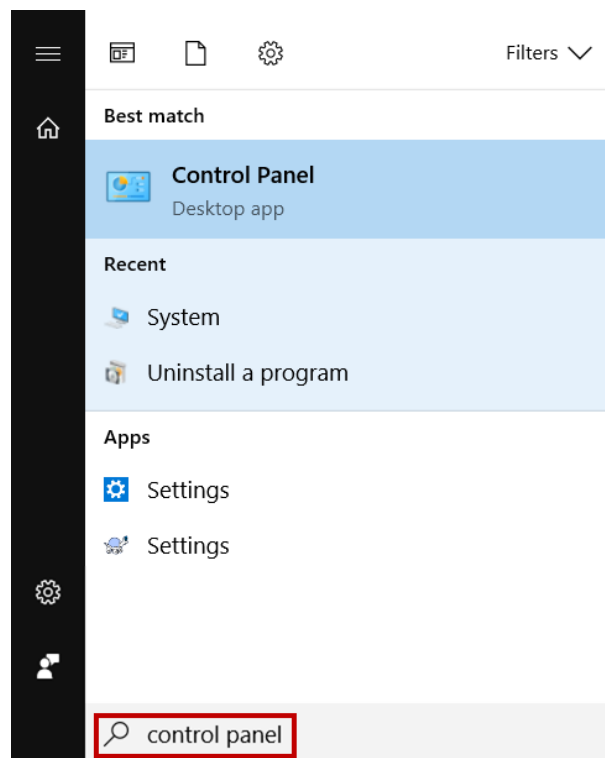 Filters
Best match
Control Panel
Desktop app
Recent
System
Uninstall a program
Apps
Settings
Settings
control panel